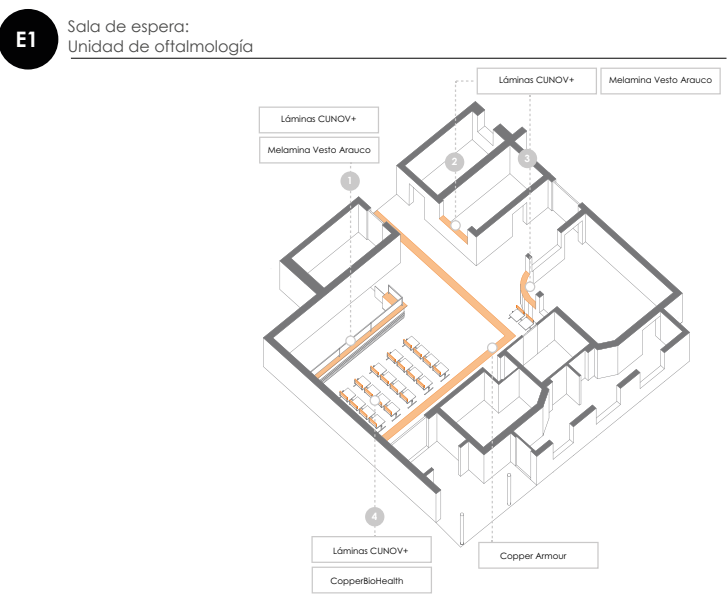 E1
Sala de espera:
Unidad de oftalmología
Láminas CUNOV+
Melamina Vesto Arauco
Láminas CUNOV+
Melamina Vesto Arauco
2
3
1
4
Láminas CUNOV+
CopperBioHealth
Copper Armour